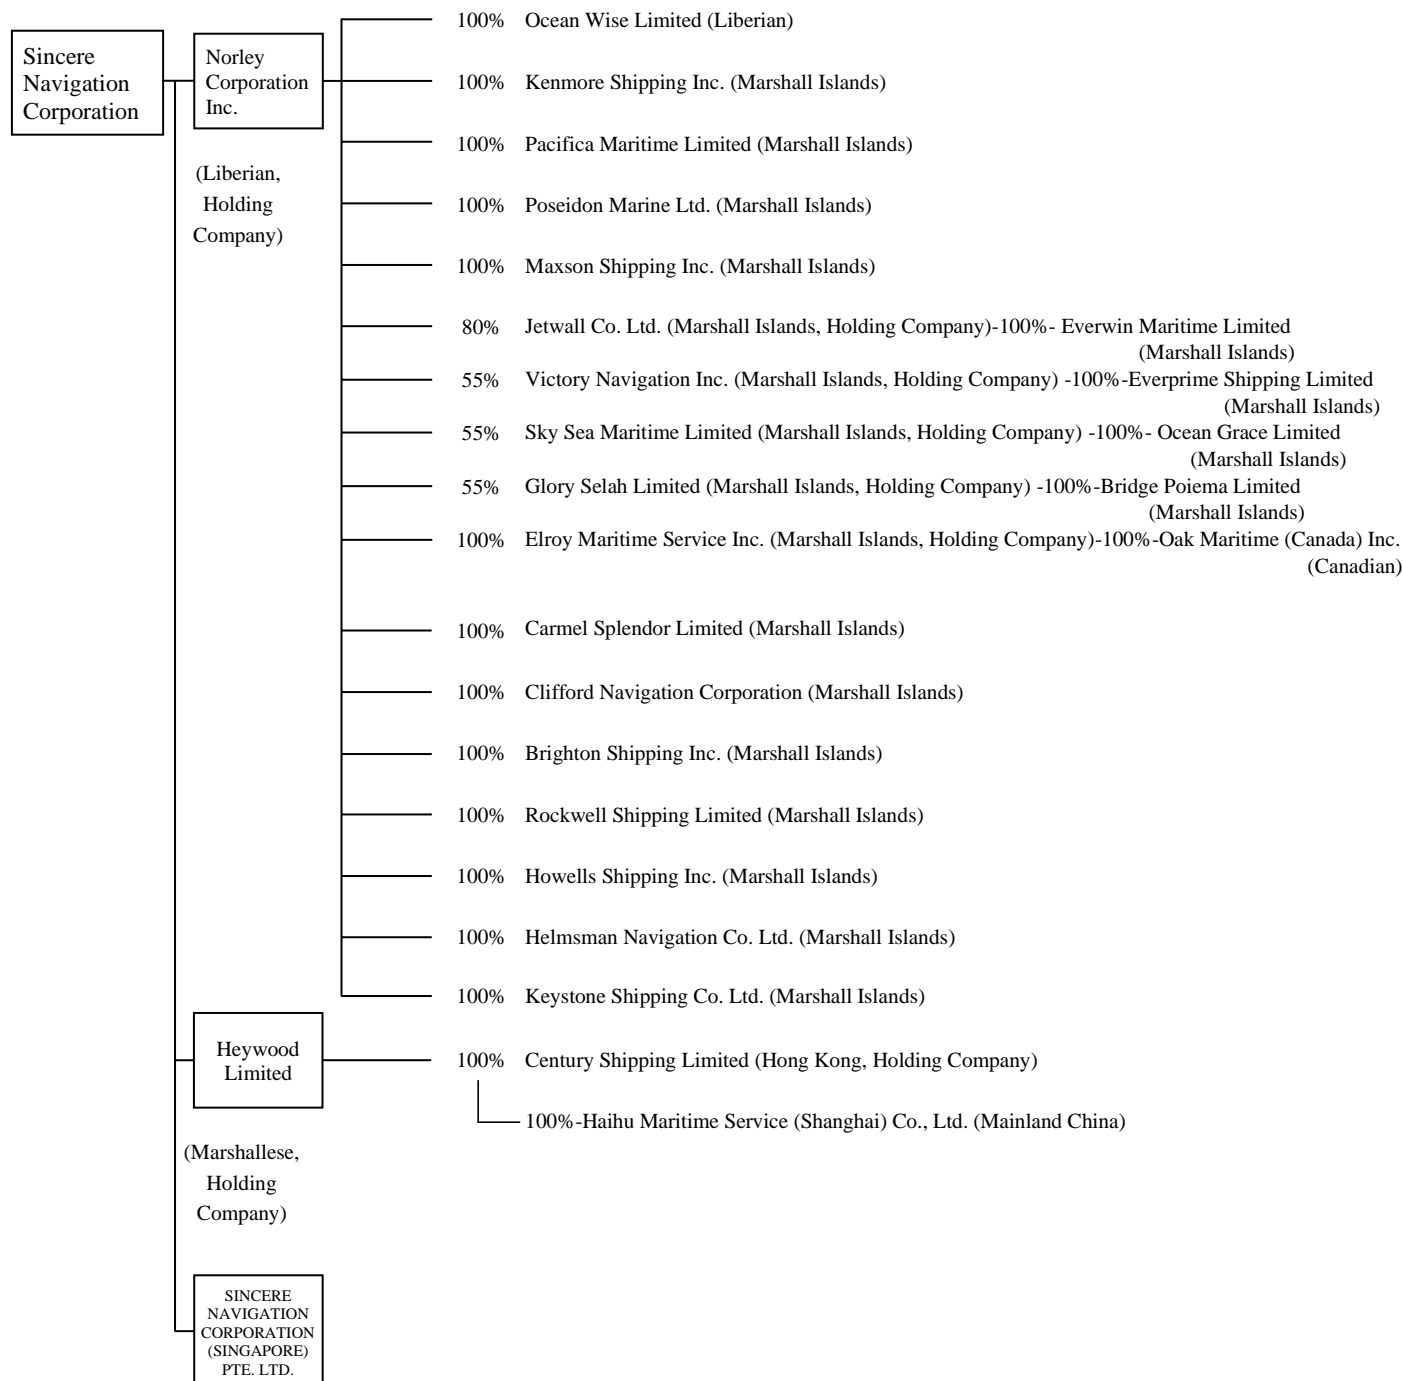 Sincere
Navigation
Corporation
Norley
Corporation
Inc.
(Liberian,
Holding
Company)
100% Ocean Wise Limited (Liberian)
100% Kenmore Shipping Inc. (Marshall Islands)
100% Pacifica Maritime Limited (Marshall Islands)
100% Poseidon Marine Ltd. (Marshall Islands)
100% Maxson Shipping Inc. (Marshall Islands)
80% Jetwall Co. Ltd. (Marshall Islands, Holding Company)-100%- Everwin Maritime Limited
(Marshall Islands)
55% Victory Navigation Inc. (Marshall Islands, Holding Company) -100%-Everprime Shipping Limited
(Marshall Islands)
55% Sky Sea Maritime Limited (Marshall Islands, Holding Company) -100%- Ocean Grace Limited
(Marshall Islands)
55% Glory Selah Limited (Marshall Islands, Holding Company) -100%-Bridge Poiema Limited
(Marshall Islands)
100% Elroy Maritime Service Inc. (Marshall Islands, Holding Company)-100%-Oak Maritime (Canada) Inc.
(Canadian)
100% Carmel Splendor Limited (Marshall Islands)
100% Clifford Navigation Corporation (Marshall Islands)
100% Brighton Shipping Inc. (Marshall Islands)
100% Rockwell Shipping Limited (Marshall Islands)
100% Howells Shipping Inc. (Marshall Islands)
100% Helmsman Navigation Co. Ltd. (Marshall Islands)
100% Keystone Shipping Co. Ltd. (Marshall Islands)
Heywood
Limited
(Marshallese,
Holding
Company)
100% Century Shipping Limited (Hong Kong, Holding Company)
100%-Haihu Maritime Service (Shanghai) Co., Ltd. (Mainland China)
SINCERE
NAVIGATION
CORPORATION
(SINGAPORE)
PTE. LTD.